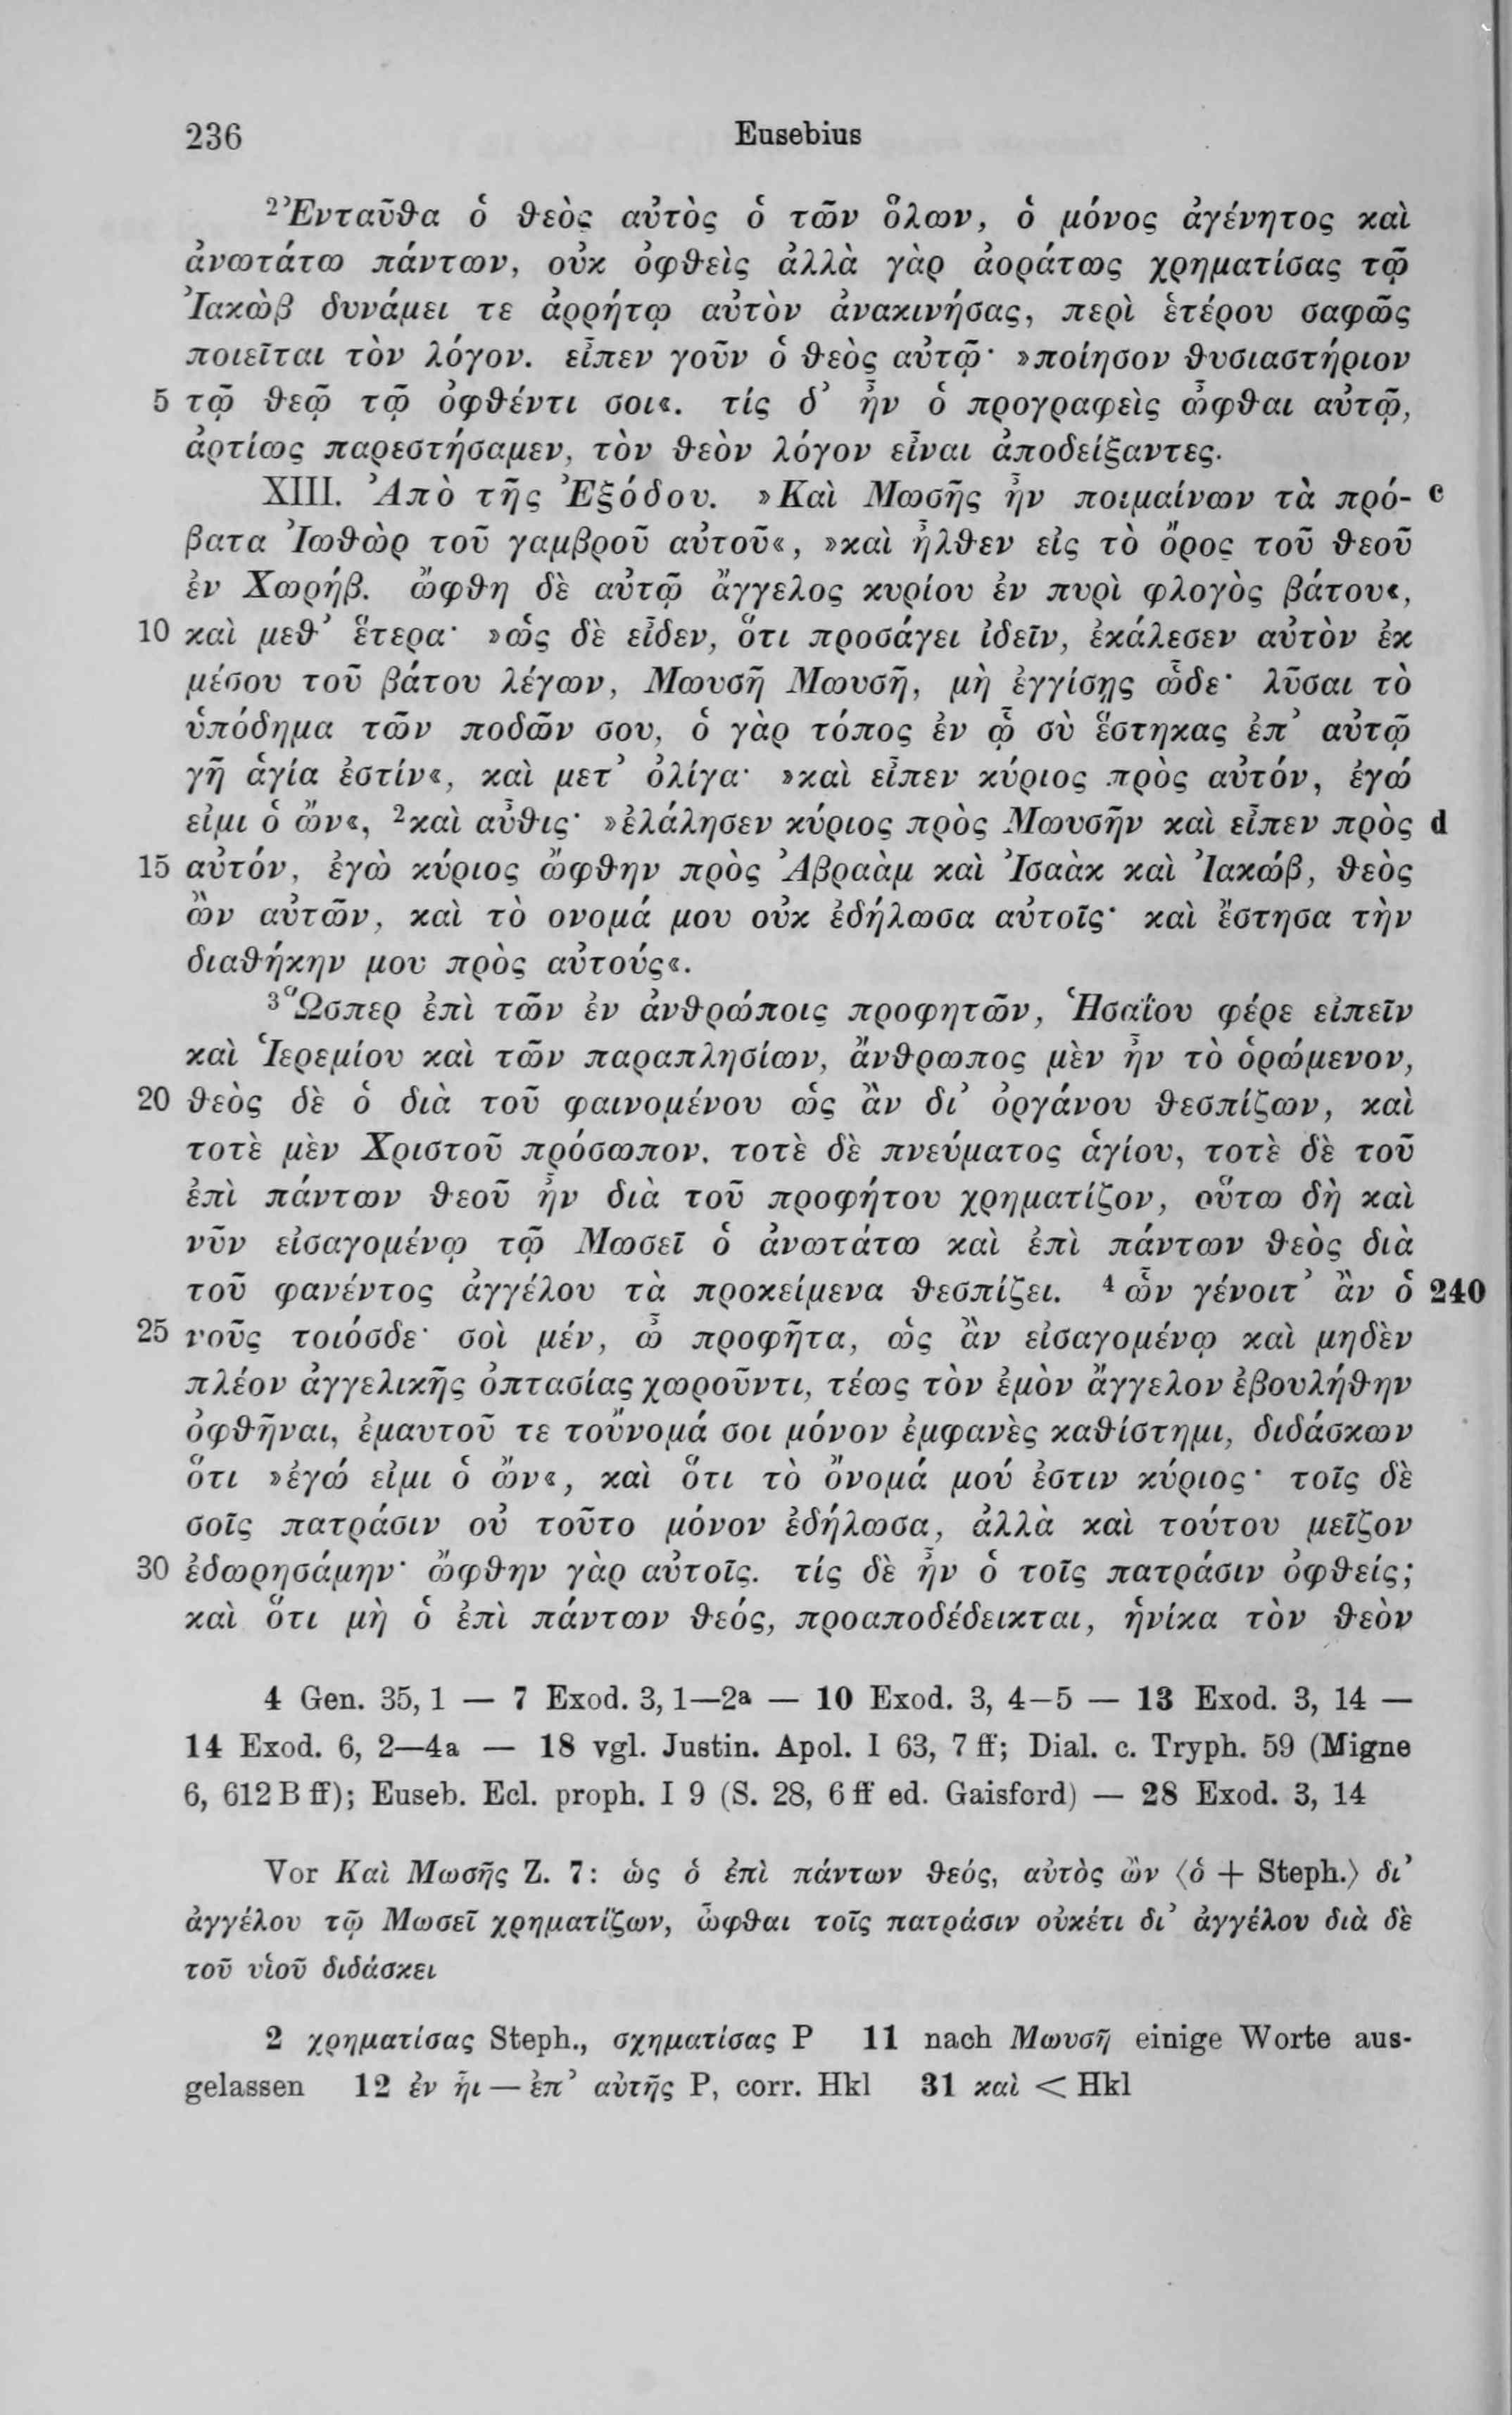 236 Eusebius
²Ἐνταῦθα ὁ θεὸς αὐτὸς ὁ τῶν ὅλων, ὁ μόνος ἀγένητος καὶ
ἀνωτάτω πάντων, οὐκ ὀφθεὶς ἀλλὰ γὰρ ἀοράτως χρηματίσας τῷ
Ἰακὼβ δυνάμει τε ἀρρήτῳ αὐτὸν ἀνακινήσας, περὶ ἑτέρου σαφῶς
ποιεῖται τὸν λόγον. εἶπεν γοῦν ὁ θεὸς αὐτῷ· »ποίησον θυσιαστήριον
5 τῷ θεῷ τῷ ὀφθέντι σοι«. τίς δ' ἦν ὁ προγραφεὶς ὦφθαι αὐτῷ,
ἀρτίως παρεστήσαμεν, τὸν θεὸν λόγον εἶναι ἀποδείξαντες.
XIII. Ἀπὸ τῆς Ἐξόδου. »Καὶ Μωσῆς ἦν ποιμαίνων τὰ πρό- c
βατα Ἰωθὼρ τοῦ γαμβροῦ αὐτοῦ«, »καὶ ἦλθεν εἰς τὸ ὄρος τοῦ θεοῦ
ἐν Χωρήβ. ὤφθη δὲ αὐτῷ ἄγγελος κυρίου ἐν πυρὶ φλογὸς βάτου«,
10 καὶ μεθ' ἕτερα· »ὡς δὲ εἶδεν, ὅτι προσάγει ἰδεῖν, ἐκάλεσεν αὐτὸν ἐκ
μέσου τοῦ βάτου λέγων, Μωυσῆ Μωυσῆ, μὴ ἐγγίσῃς ὧδε· λῦσαι τὸ
ὑπόδημα τῶν ποδῶν σου, ὁ γὰρ τόπος ἐν ᾧ σὺ ἕστηκας ἐπ' αὐτῷ
γῆ ἁγία ἐστίν«, καὶ μετ' ὀλίγα· »καὶ εἶπεν κύριος πρὸς αὐτόν, ἐγώ
εἰμι ὁ ὤν«, ²καὶ αὖθις· »ἐλάλησεν κύριος πρὸς Μωυσῆν καὶ εἶπεν πρὸς d
15 αὐτόν, ἐγὼ κύριος ὤφθην πρὸς Ἀβραὰμ καὶ Ἰσαὰκ καὶ Ἰακώβ, θεὸς
ὢν αὐτῶν, καὶ τὸ ονομά μου οὐκ ἐδήλωσα αὐτοῖς· καὶ ἔστησα τὴν
διαθήκην μου πρὸς αὐτούς«.
³Ὥσπερ ἐπὶ τῶν ἐν ἀνθρώποις προφητῶν, Ἡσαΐου φέρε εἰπεῖν
καὶ Ἱερεμίου καὶ τῶν παραπλησίων, ἄνθρωπος μὲν ἦν τὸ ὁρώμενον,
20 θεὸς δὲ ὁ διὰ τοῦ φαινομένου ὡς ἂν δι' ὀργάνου θεσπίζων, καὶ
τοτὲ μὲν Χριστοῦ πρόσωπον, τοτὲ δὲ πνεύματος ἁγίου, τοτὲ δὲ τοῦ
ἐπὶ πάντων θεοῦ ἦν διὰ τοῦ προφήτου χρηματίζον, οὕτω δὴ καὶ
νῦν εἰσαγομένῳ τῷ Μωσεῖ ὁ ἀνωτάτω καὶ ἐπὶ πάντων θεὸς διὰ
τοῦ φανέντος ἀγγέλου τὰ προκείμενα θεσπίζει. ⁴ὧν γένοιτ' ἂν ὁ 240
25 νοῦς τοιόσδε· σοὶ μέν, ὦ προφῆτα, ὡς ἂν εἰσαγομένῳ καὶ μηδὲν
πλέον ἀγγελικῆς ὀπτασίας χωροῦντι, τέως τὸν ἐμὸν ἄγγελον ἐβουλήθην
ὀφθῆναι, ἐμαυτοῦ τε τοὔνομά σοι μόνον ἐμφανὲς καθίστημι, διδάσκων
ὅτι »ἐγώ εἰμι ὁ ὤν«, καὶ ὅτι τὸ ὄνομά μού ἐστιν κύριος· τοῖς δὲ
σοῖς πατράσιν οὐ τοῦτο μόνον ἐδήλωσα, ἀλλὰ καὶ τούτου μεῖζον
30 ἐδωρησάμην· ὤφθην γὰρ αὐτοῖς. τίς δὲ ἦν ὁ τοῖς πατράσιν ὀφθείς;
καὶ ὅτι μὴ ὁ ἐπὶ πάντων θεός, προαποδέδεικται, ἡνίκα τὸν θεὸν
4 Gen. 35, 1 — 7 Exod. 3, 1—2a — 10 Exod. 3, 4—5 — 13 Exod. 3, 14 —
14 Exod. 6, 2—4a — 18 vgl. Justin. Apol. I 63, 7 ff; Dial. c. Tryph. 59 (Migne
6, 612 B ff); Euseb. Ecl. proph. I 9 (S. 28, 6 ff ed. Gaisford) — 28 Exod. 3, 14
Vor Καὶ Μωσῆς Z. 7: ὡς ὁ ἐπὶ πάντων θεός, αὐτὸς ὢν ⟨ὁ + Steph.⟩ δι'
ἀγγέλου τῷ Μωσεῖ χρηματίζων, ὦφθαι τοῖς πατράσιν οὐκέτι δι' ἀγγέλου διὰ δὲ
τοῦ υἱοῦ διδάσκει
2 χρηματίσας Steph., σχηματίσας P 11 nach Μωυσῆ einige Worte aus-
gelassen 12 ἐν ἧι — ἐπ' αὐτῆς P, corr. Hkl 31 καὶ < Hkl